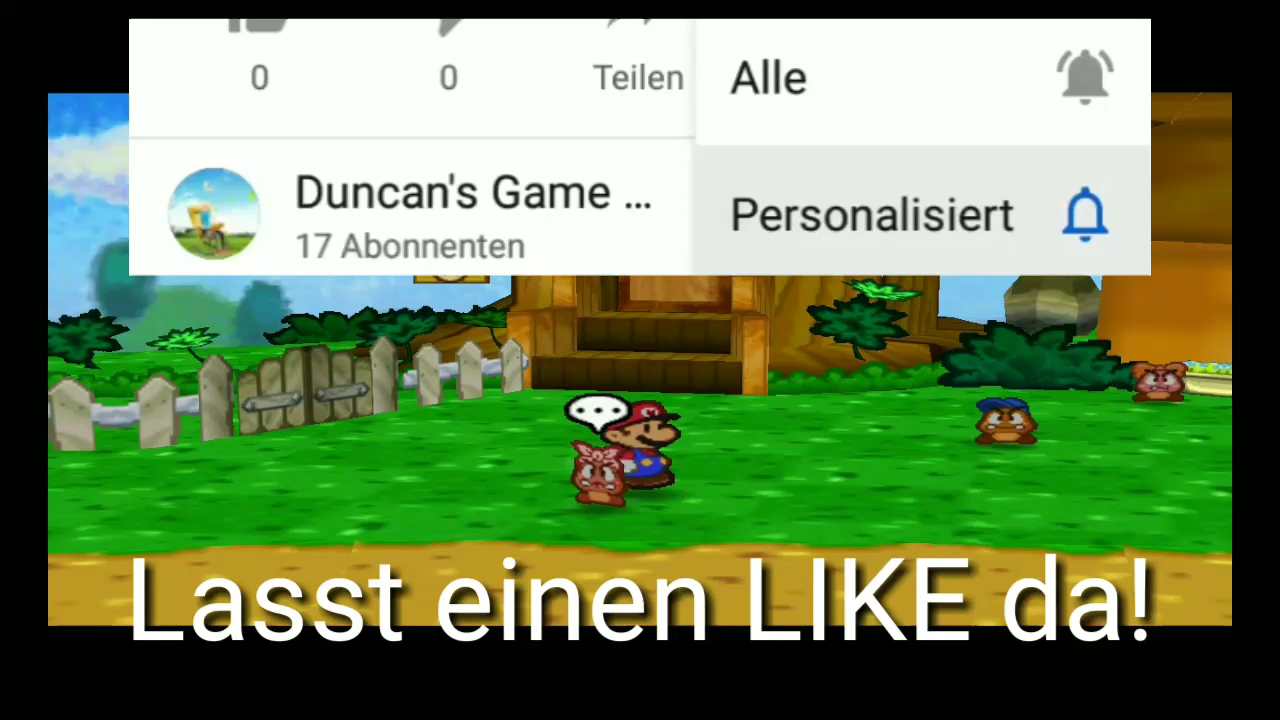 0 0 Teilen
Alle
Duncan's Game ...
17 Abonnenten
Personalisiert
...
Lasst einen LIKE da!